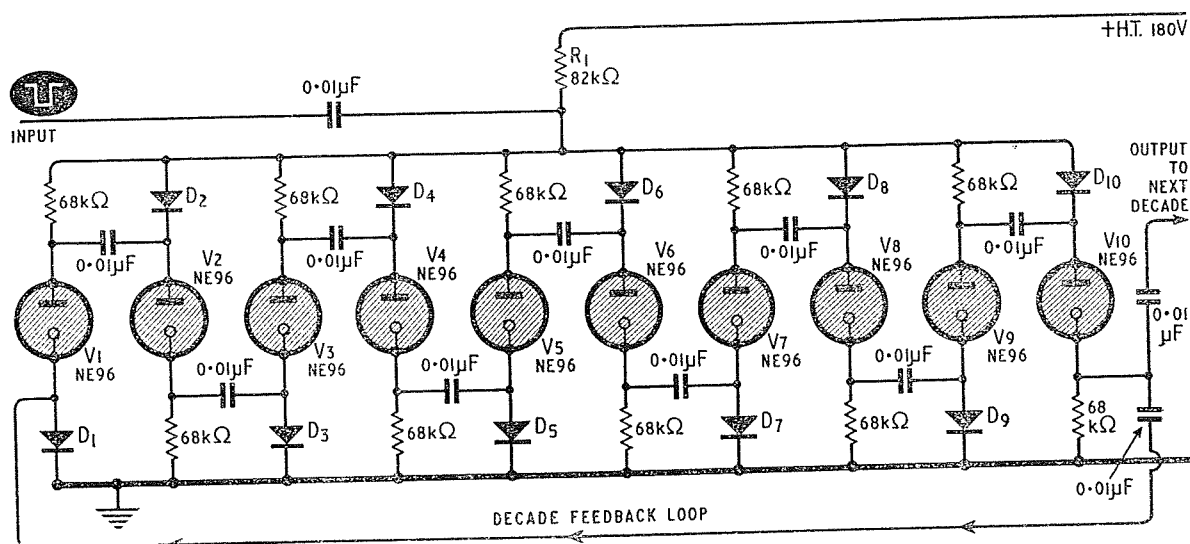 +H.T. 180V
R1
82kΩ
0·01μF
INPUT
OUTPUT
TO
NEXT
DECADE
68kΩ
D2
68kΩ
D4
68kΩ
D6
68kΩ
D8
68kΩ
D10
0·01μF
0·01μF
0·01μF
0·01μF
0·01μF
V2
NE96
V4
NE96
V6
NE96
V8
NE96
V10
NE96
0·01
μF
V1
NE96
0·01μF
V3
NE96
0·01μF
V5
NE96
0·01μF
V7
NE96
0·01μF
V9
NE96
D1
68kΩ
D3
68kΩ
D5
68kΩ
D7
68kΩ
D9
68
kΩ
0·01μF
DECADE FEEDBACK LOOP